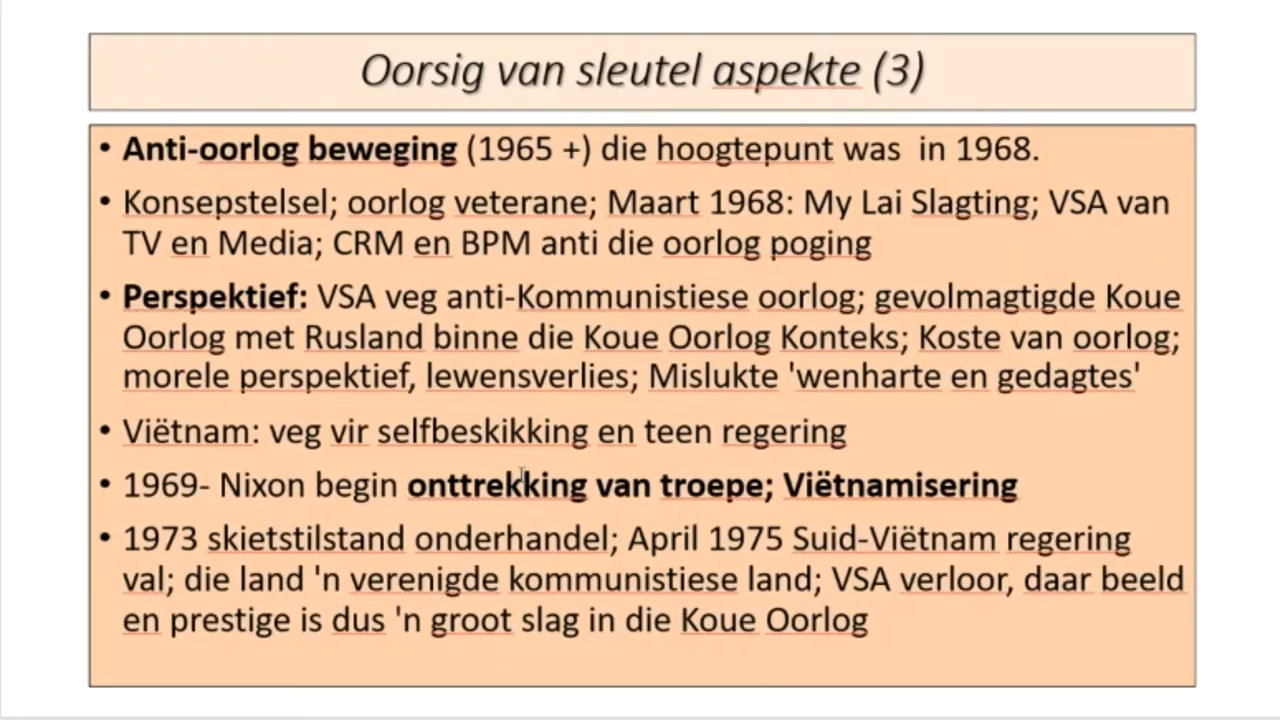 Oorsig van sleutel aspekte (3)
• Anti-oorlog beweging (1965 +) die hoogtepunt was in 1968.
• Konsepstelsel; oorlog veterane; Maart 1968: My Lai Slagting; VSA van
TV en Media; CRM en BPM anti die oorlog poging
• Perspektief: VSA veg anti-Kommunistiese oorlog; gevolmagtigde Koue
Oorlog met Rusland binne die Koue Oorlog Konteks; Koste van oorlog;
morele perspektief, lewensverlies; Mislukte 'wenharte en gedagtes'
• Viëtnam: veg vir selfbeskikking en teen regering
• 1969- Nixon begin onttrekking van troepe; Viëtnamisering
• 1973 skietstilstand onderhandel; April 1975 Suid-Viëtnam regering
val; die land 'n verenigde kommunistiese land; VSA verloor, daar beeld
en prestige is dus 'n groot slag in die Koue Oorlog